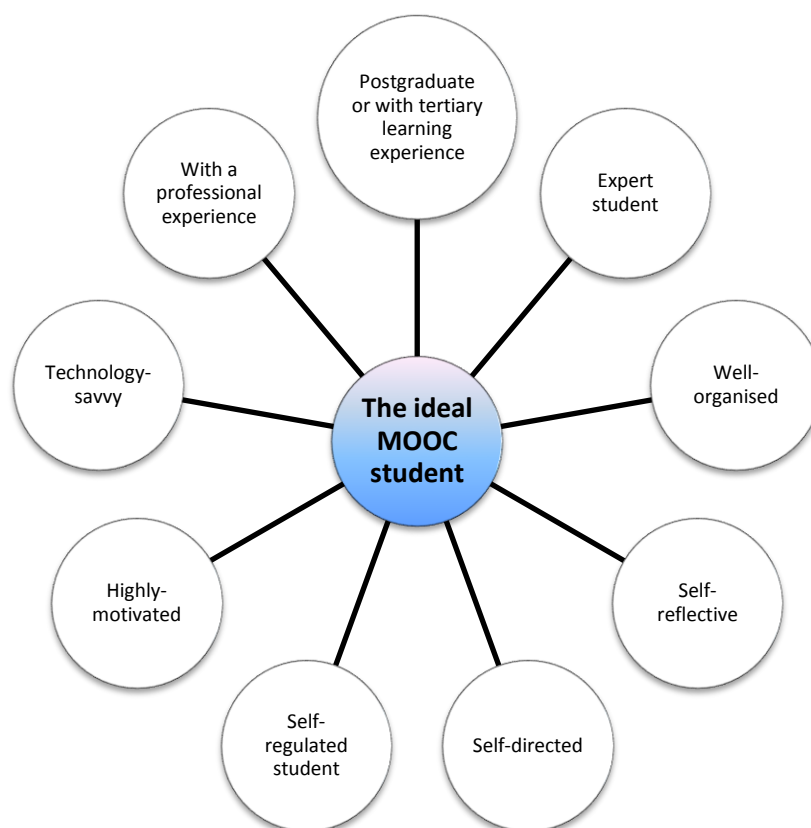 Postgraduate
or with tertiary
learning
experience
Expert
student
Well-
organised
Self-
reflective
Self-directed
Self-
regulated
student
Highly-
motivated
Technology-
savvy
With a
professional
experience
The ideal
MOOC
student